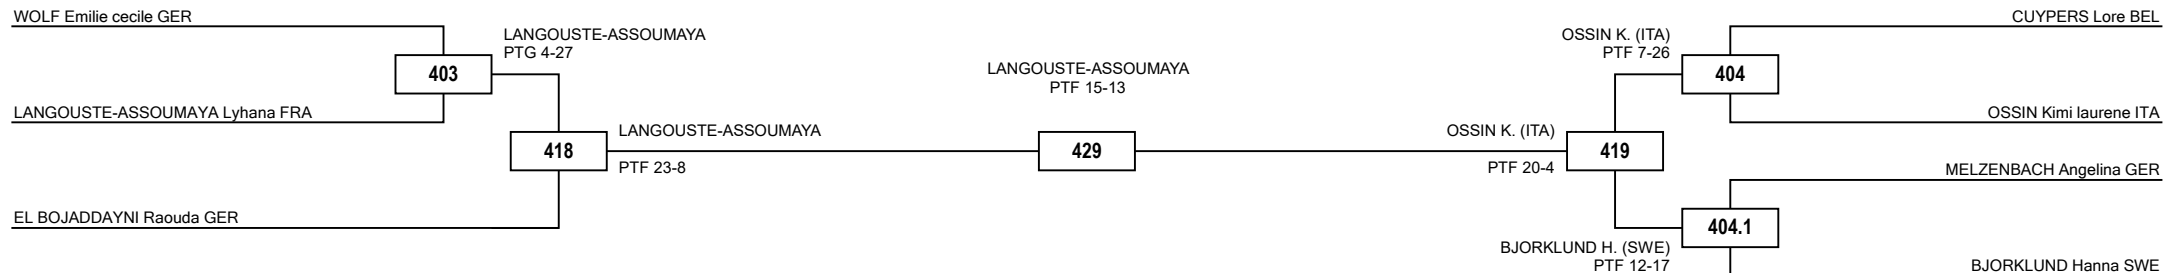 WOLF Emilie cecile GER
CUYPERS Lore BEL
LANGOUSTE-ASSOUMAYA
PTG 4-27
OSSIN K. (ITA)
PTF 7-26
403
LANGOUSTE-ASSOUMAYA
PTF 15-13
404
LANGOUSTE-ASSOUMAYA Lyhana FRA
OSSIN Kimi laurene ITA
LANGOUSTE-ASSOUMAYA
OSSIN K. (ITA)
418
429
419
PTF 23-8
PTF 20-4
MELZENBACH Angelina GER
EL BOJADDAYNI Raouda GER
404.1
BJORKLUND H. (SWE)
PTF 12-17
BJORKLUND Hanna SWE